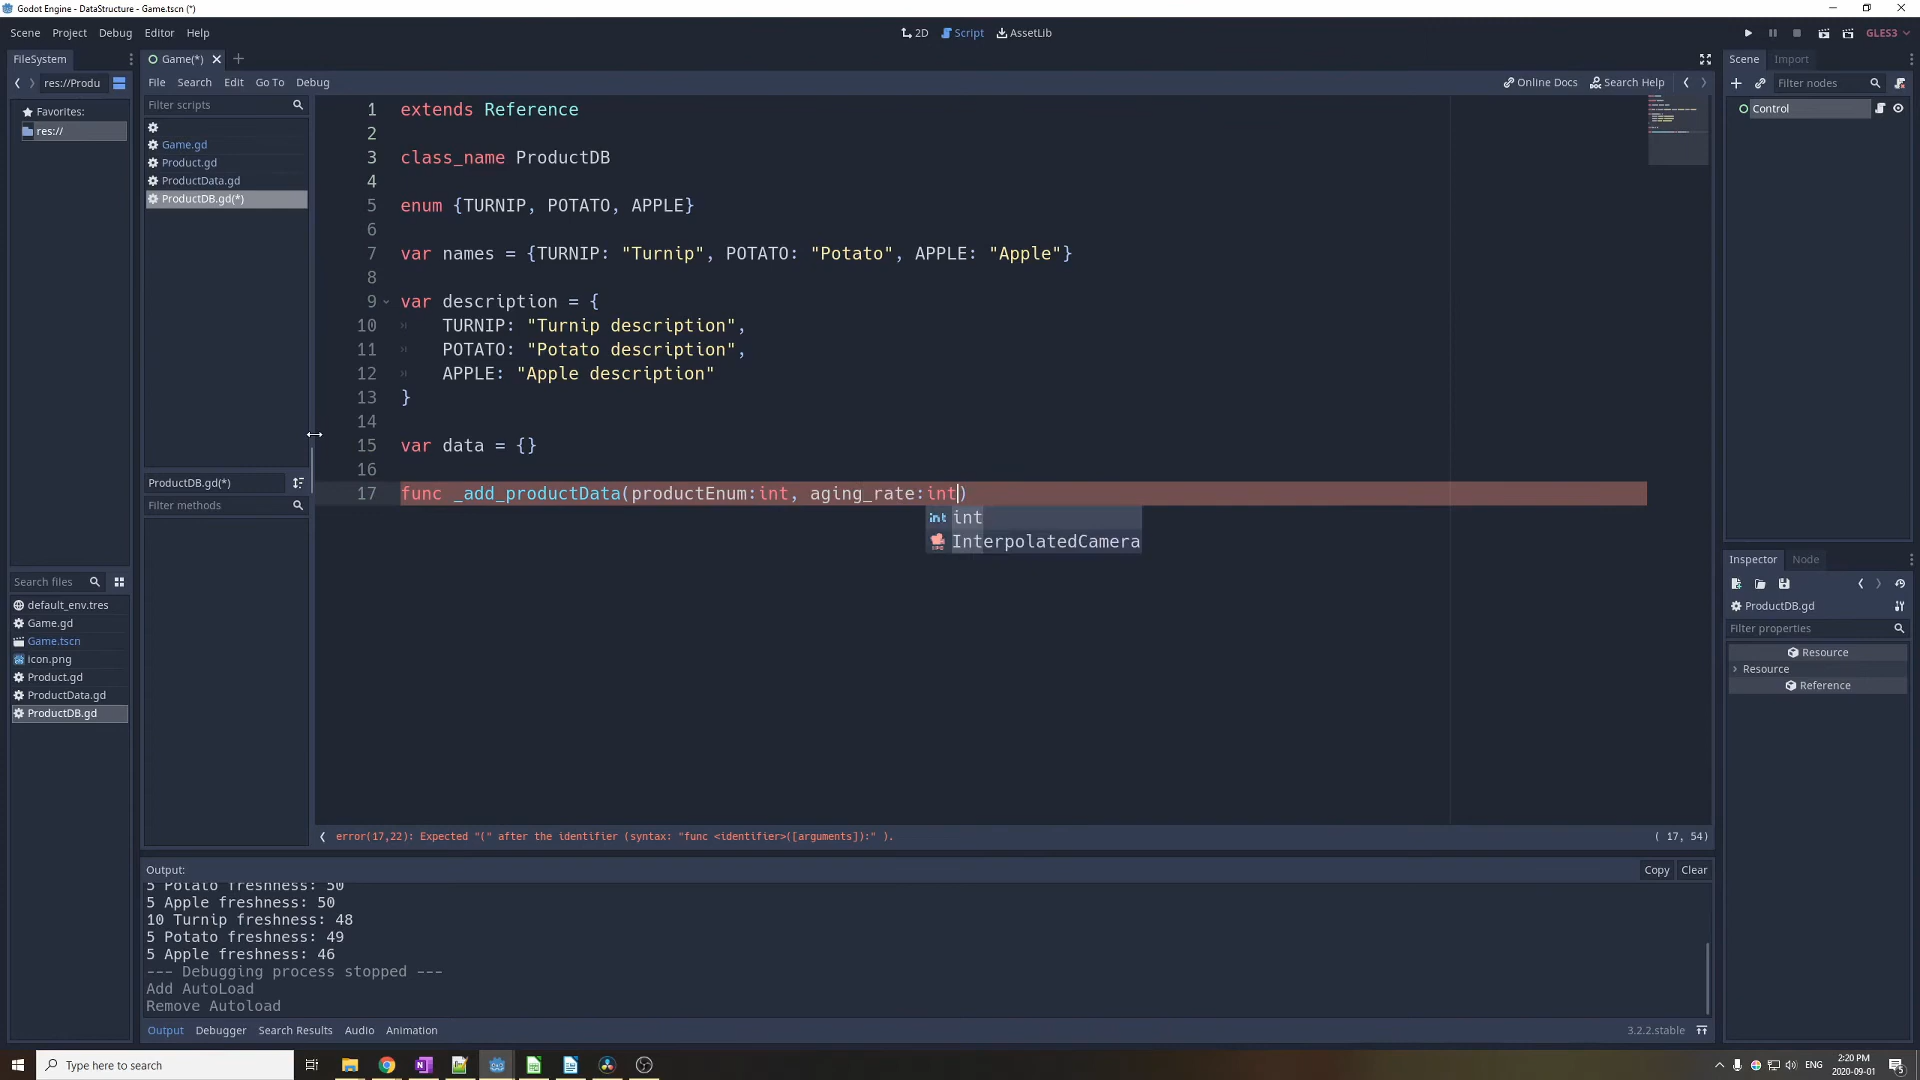 Godot Engine - DataStructure - Game.tscn (*)
Scene Project Debug Editor Help
2D Script AssetLib
GLES3
FileSystem
res://Produ
Favorites:
res://
Search files
default_env.tres
Game.gd
Game.tscn
icon.png
Product.gd
ProductData.gd
ProductDB.gd
Game(*)
File Search Edit Go To Debug
Online Docs Search Help
Filter scripts
Game.gd
Product.gd
ProductData.gd
ProductDB.gd(*)
ProductDB.gd(*)
Filter methods
1 extends Reference
2
3 class_name ProductDB
4
5 enum {TURNIP, POTATO, APPLE}
6
7 var names = {TURNIP: "Turnip", POTATO: "Potato", APPLE: "Apple"}
8
9 var description = {
10 TURNIP: "Turnip description",
11 POTATO: "Potato description",
12 APPLE: "Apple description"
13 }
14
15 var data = {}
16
17 func _add_productData(productEnum:int, aging_rate:int)
int
InterpolatedCamera
error(17,22): Expected "(" after the identifier (syntax: "func <identifier>([arguments]):" ).
( 17, 54)
Output:
Copy Clear
5 Potato freshness: 50
5 Apple freshness: 50
10 Turnip freshness: 48
5 Potato freshness: 49
5 Apple freshness: 46
--- Debugging process stopped ---
Add AutoLoad
Remove Autoload
Output Debugger Search Results Audio Animation
3.2.2.stable
Scene Import
Filter nodes
Control
Inspector Node
ProductDB.gd
Filter properties
Resource
Resource
Reference
Type here to search
ENG
2:20 PM
2020-09-01
5